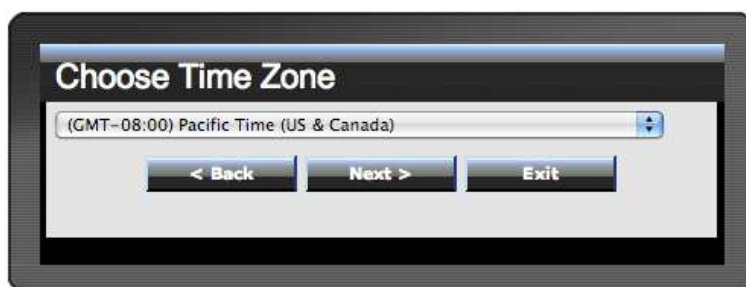 Choose Time Zone
(GMT-08:00) Pacific Time (US & Canada)
< Back Next > Exit